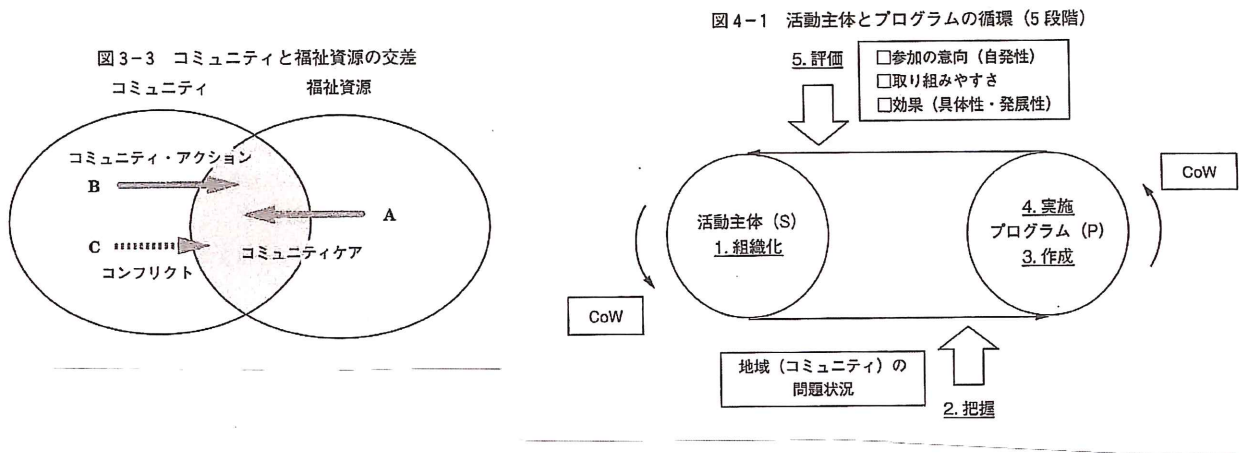 図3-3 コミュニティと福祉資源の交差
コミュニティ
福祉資源
コミュニティ・アクション
B
A
C
コミュニティケア
コンフリクト
図4-1 活動主体とプログラムの循環(5段階)
5. 評価
□参加の意向(自発性)
□取り組みやすさ
□効果(具体性・発展性)
CoW
活動主体(S)
1. 組織化
4. 実施
プログラム(P)
3. 作成
CoW
地域(コミュニティ)の
問題状況
2. 把握